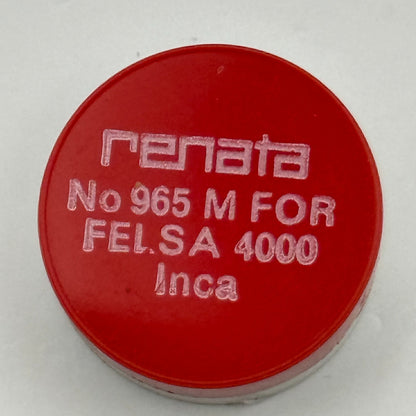 renata
No 965 M FOR
FELSA 4000
Inca